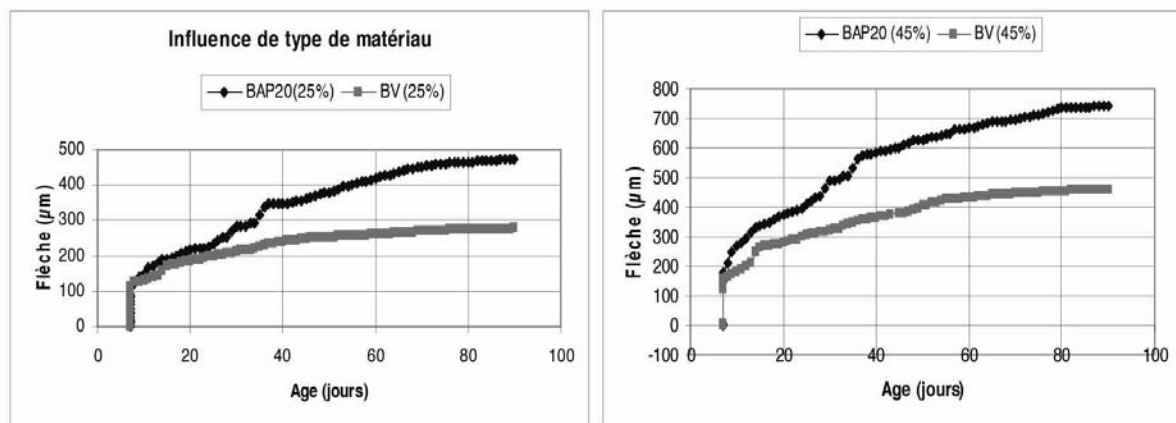 Influence de type de matériau
BAP20(25%) BV (25%)
500
400
300
200
100
0
0 20 40 60 80 100
Flèche (µm)
Age (jours)
BAP20 (45%) BV (45%)
800
700
600
500
400
300
200
100
0
-100
0 20 40 60 80 100
Flèche (µm)
Age (jours)